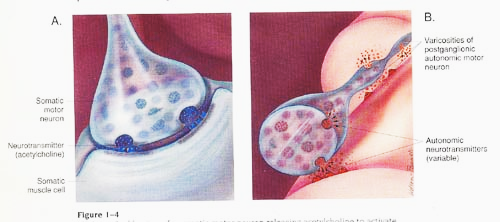 A.
Somatic
motor
neuron
Neurotransmitter
(acetylcholine)
Somatic
muscle cell
B.
Varicosities of
postganglionic
autonomic motor
neuron
Autonomic
neurotransmitters
(variable)
Figure 1–4